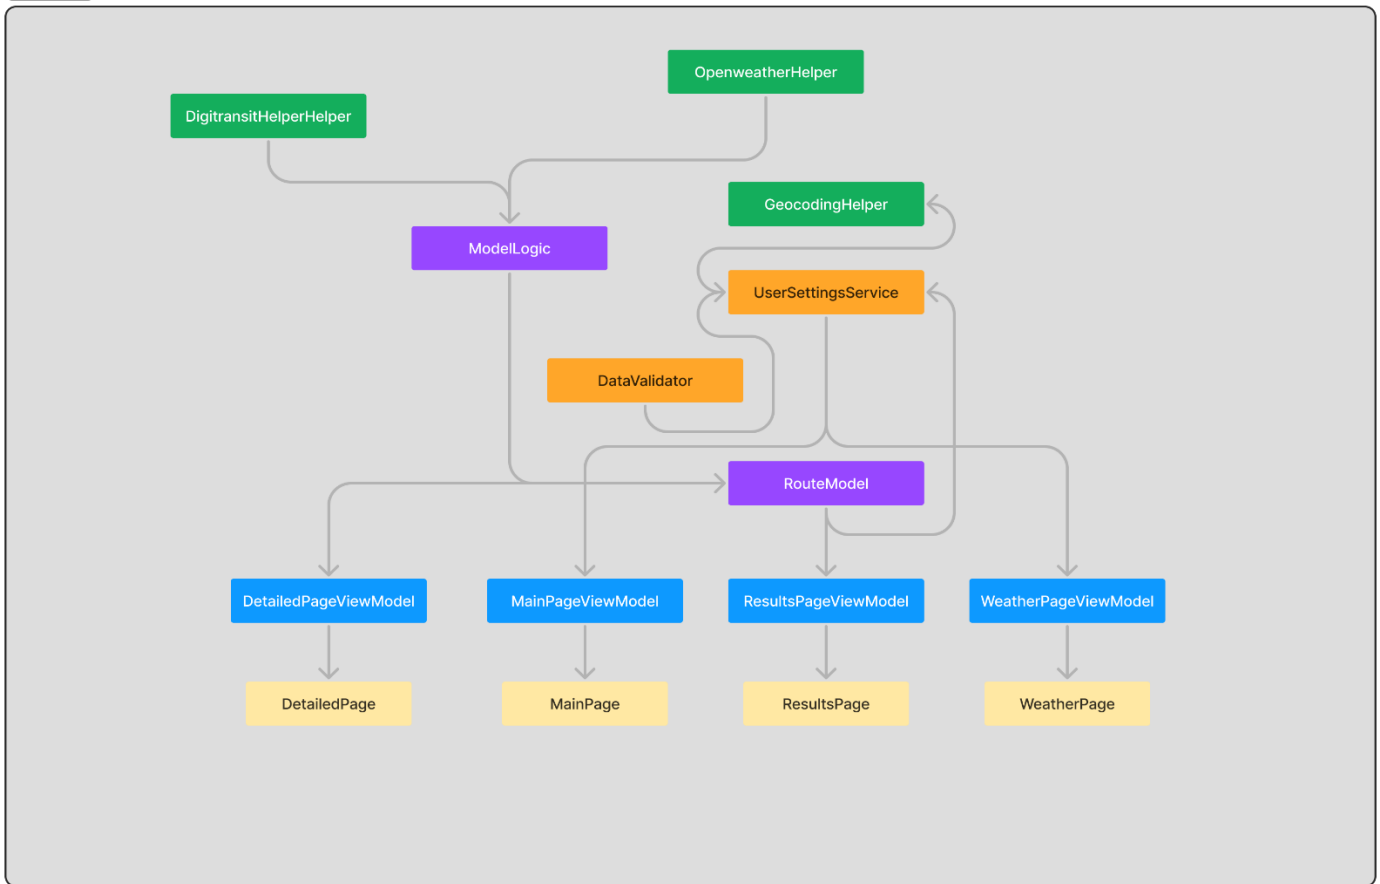 OpenweatherHelper
DigitransitHelperHelper
GeocodingHelper
ModelLogic
UserSettingsService
DataValidator
RouteModel
DetailedPageViewModel
MainPageViewModel
ResultsPageViewModel
WeatherPageViewModel
DetailedPage
MainPage
ResultsPage
WeatherPage